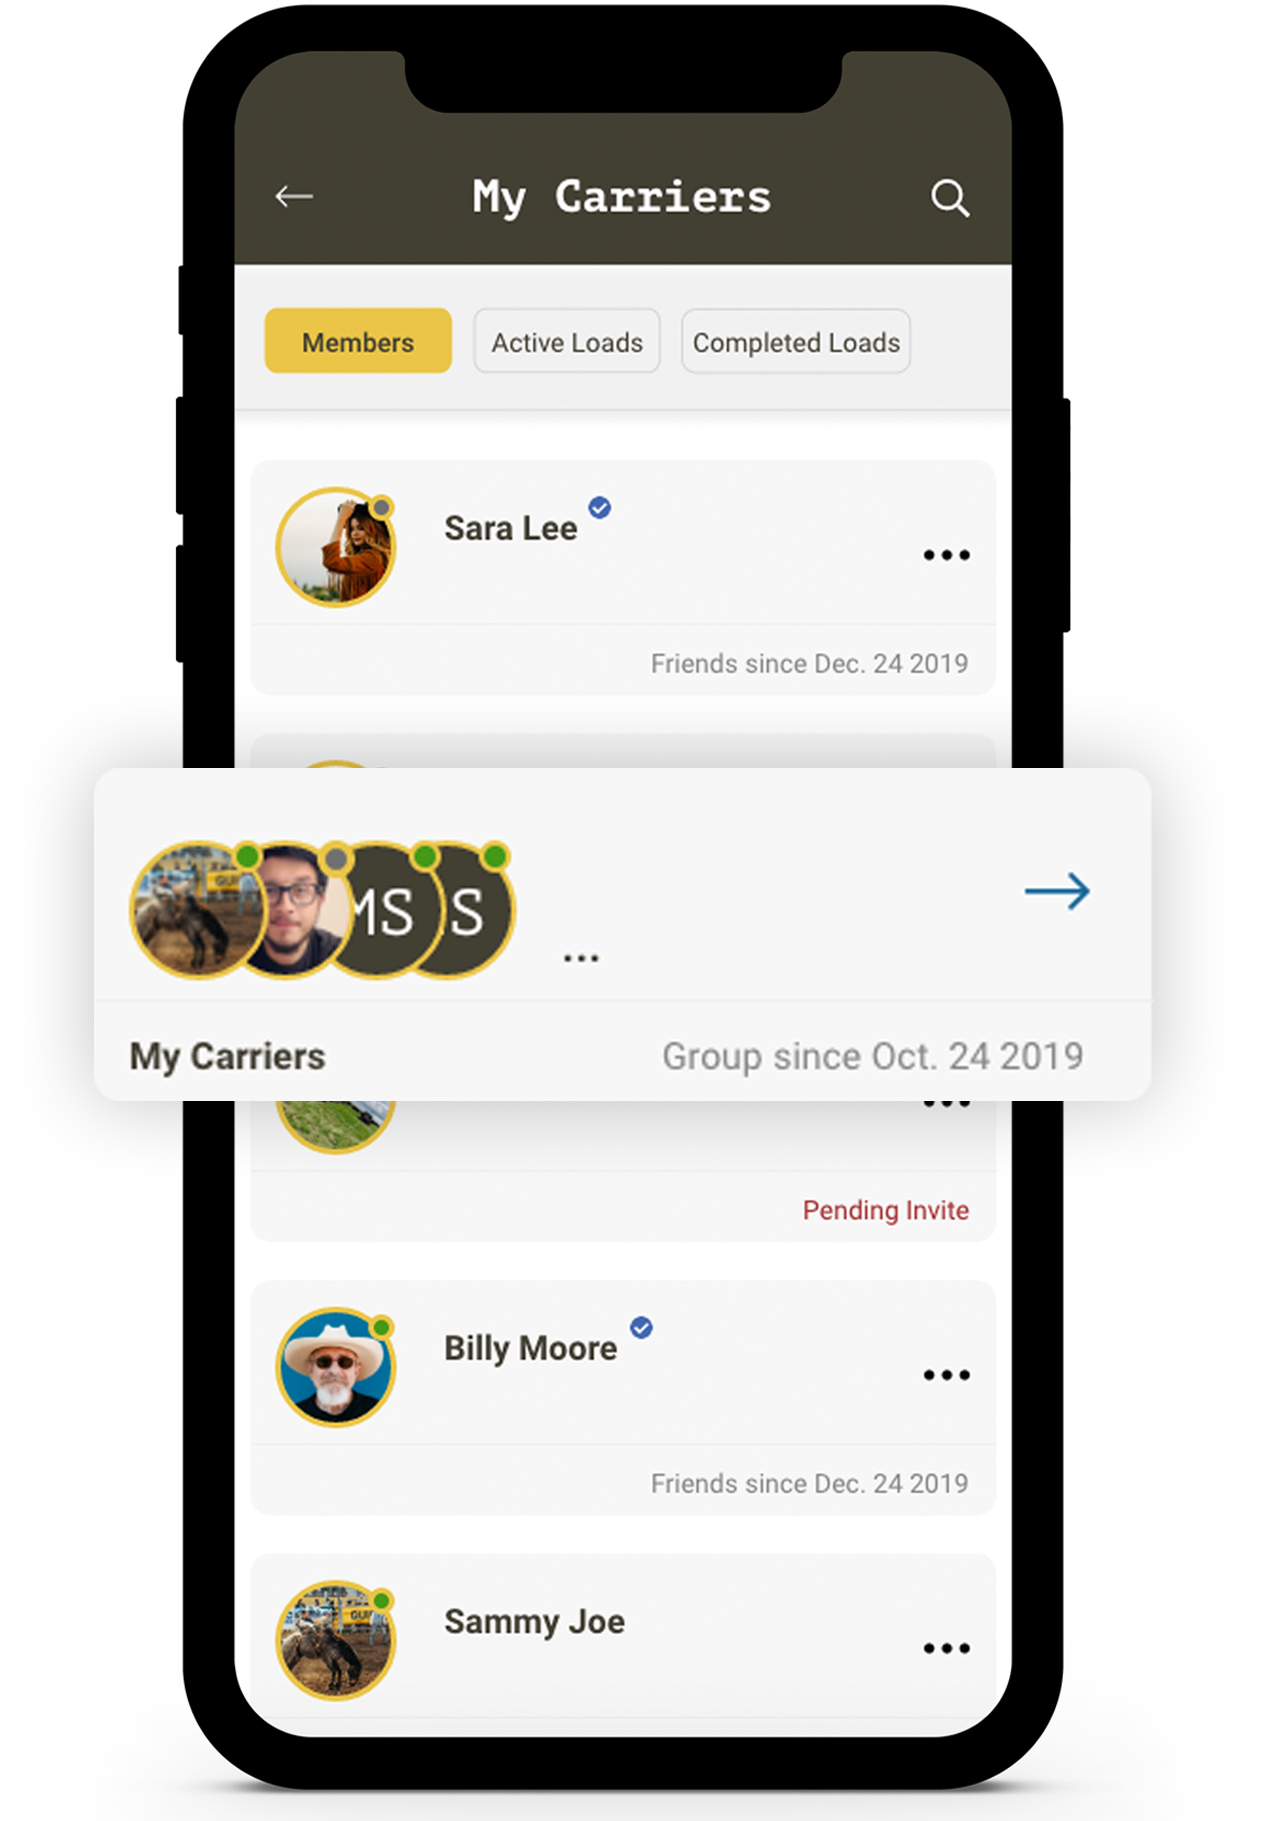 My Carriers
Members Active Loads Completed Loads
Sara Lee
Friends since Dec. 24 2019
MS S
...
My Carriers Group since Oct. 24 2019
Pending Invite
Billy Moore
Friends since Dec. 24 2019
Sammy Joe